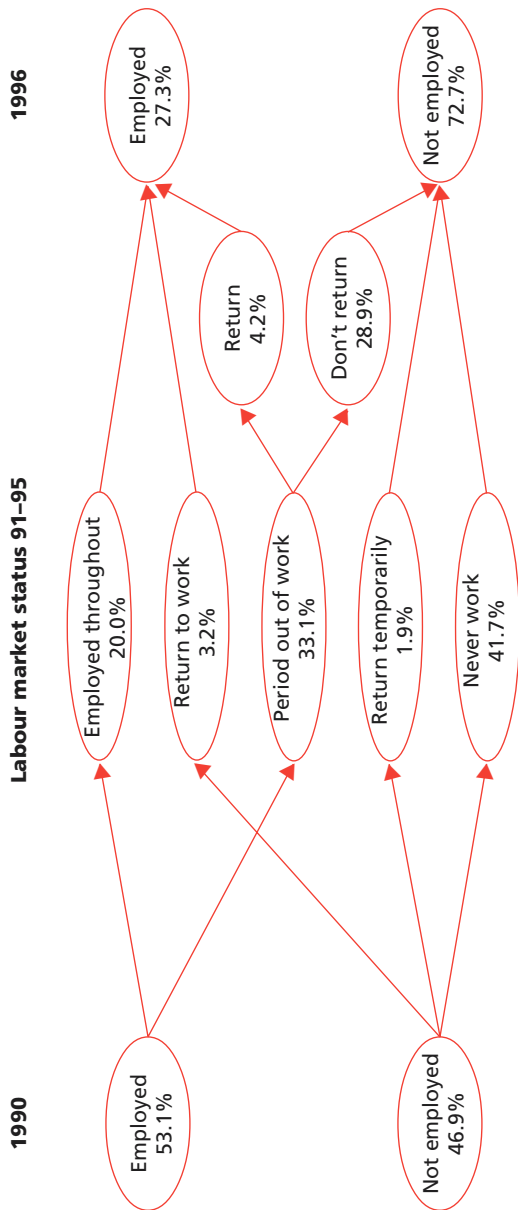 1990
Labour market status 91–95
1996
Employed
53.1%
Not employed
46.9%
Employed throughout
20.0%
Return to work
3.2%
Period out of work
33.1%
Return temporarily
1.9%
Never work
41.7%
Return
4.2%
Don't return
28.9%
Employed
27.3%
Not employed
72.7%